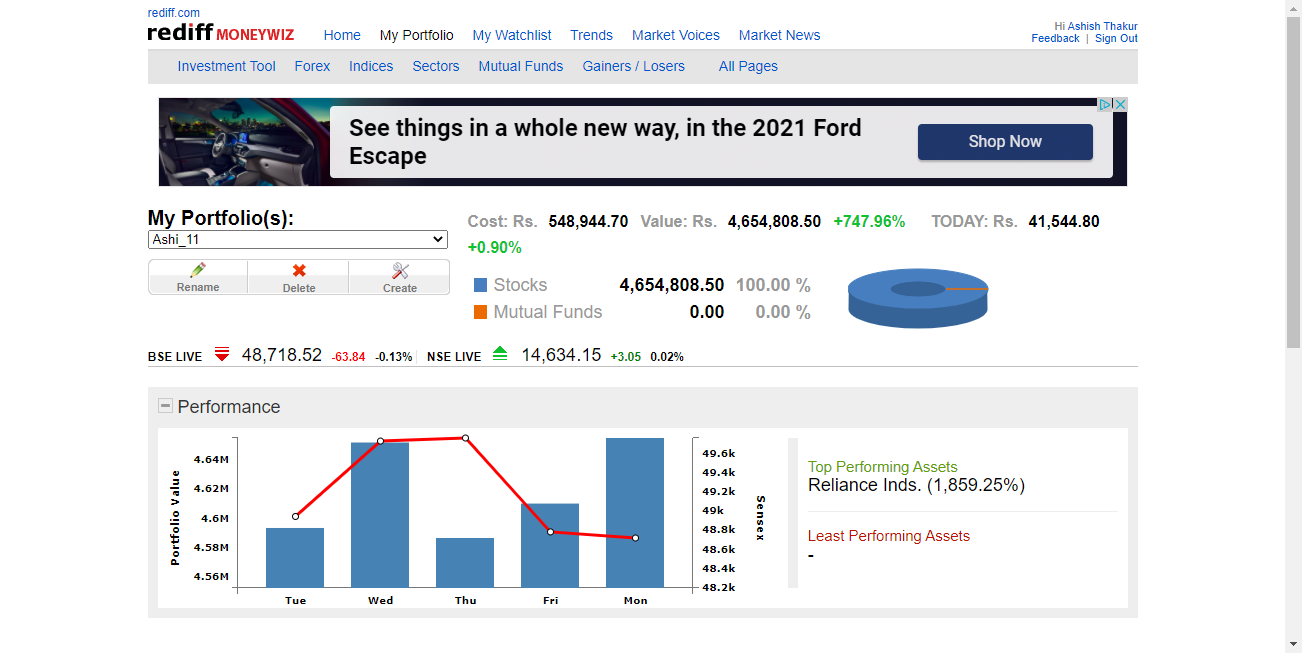 rediff.com
rediff MONEYWIZ
Home My Portfolio My Watchlist Trends Market Voices Market News
Hi Ashish Thakur
Feedback | Sign Out
Investment Tool Forex Indices Sectors Mutual Funds Gainers / Losers All Pages
See things in a whole new way, in the 2021 Ford
Escape
Shop Now
My Portfolio(s):
Ashi_11
Rename Delete Create
Cost: Rs. 548,944.70 Value: Rs. 4,654,808.50 +747.96% TODAY: Rs. 41,544.80
+0.90%
Stocks 4,654,808.50 100.00 %
Mutual Funds 0.00 0.00 %
BSE LIVE 48,718.52 -63.84 -0.13% NSE LIVE 14,634.15 +3.05 0.02%
Performance
Portfolio Value
4.64M
4.62M
4.6M
4.58M
4.56M
Tue Wed Thu Fri Mon
49.6k
49.4k
49.2k
49k
48.8k
48.6k
48.4k
48.2k
Sensex
Top Performing Assets
Reliance Inds. (1,859.25%)
Least Performing Assets
-